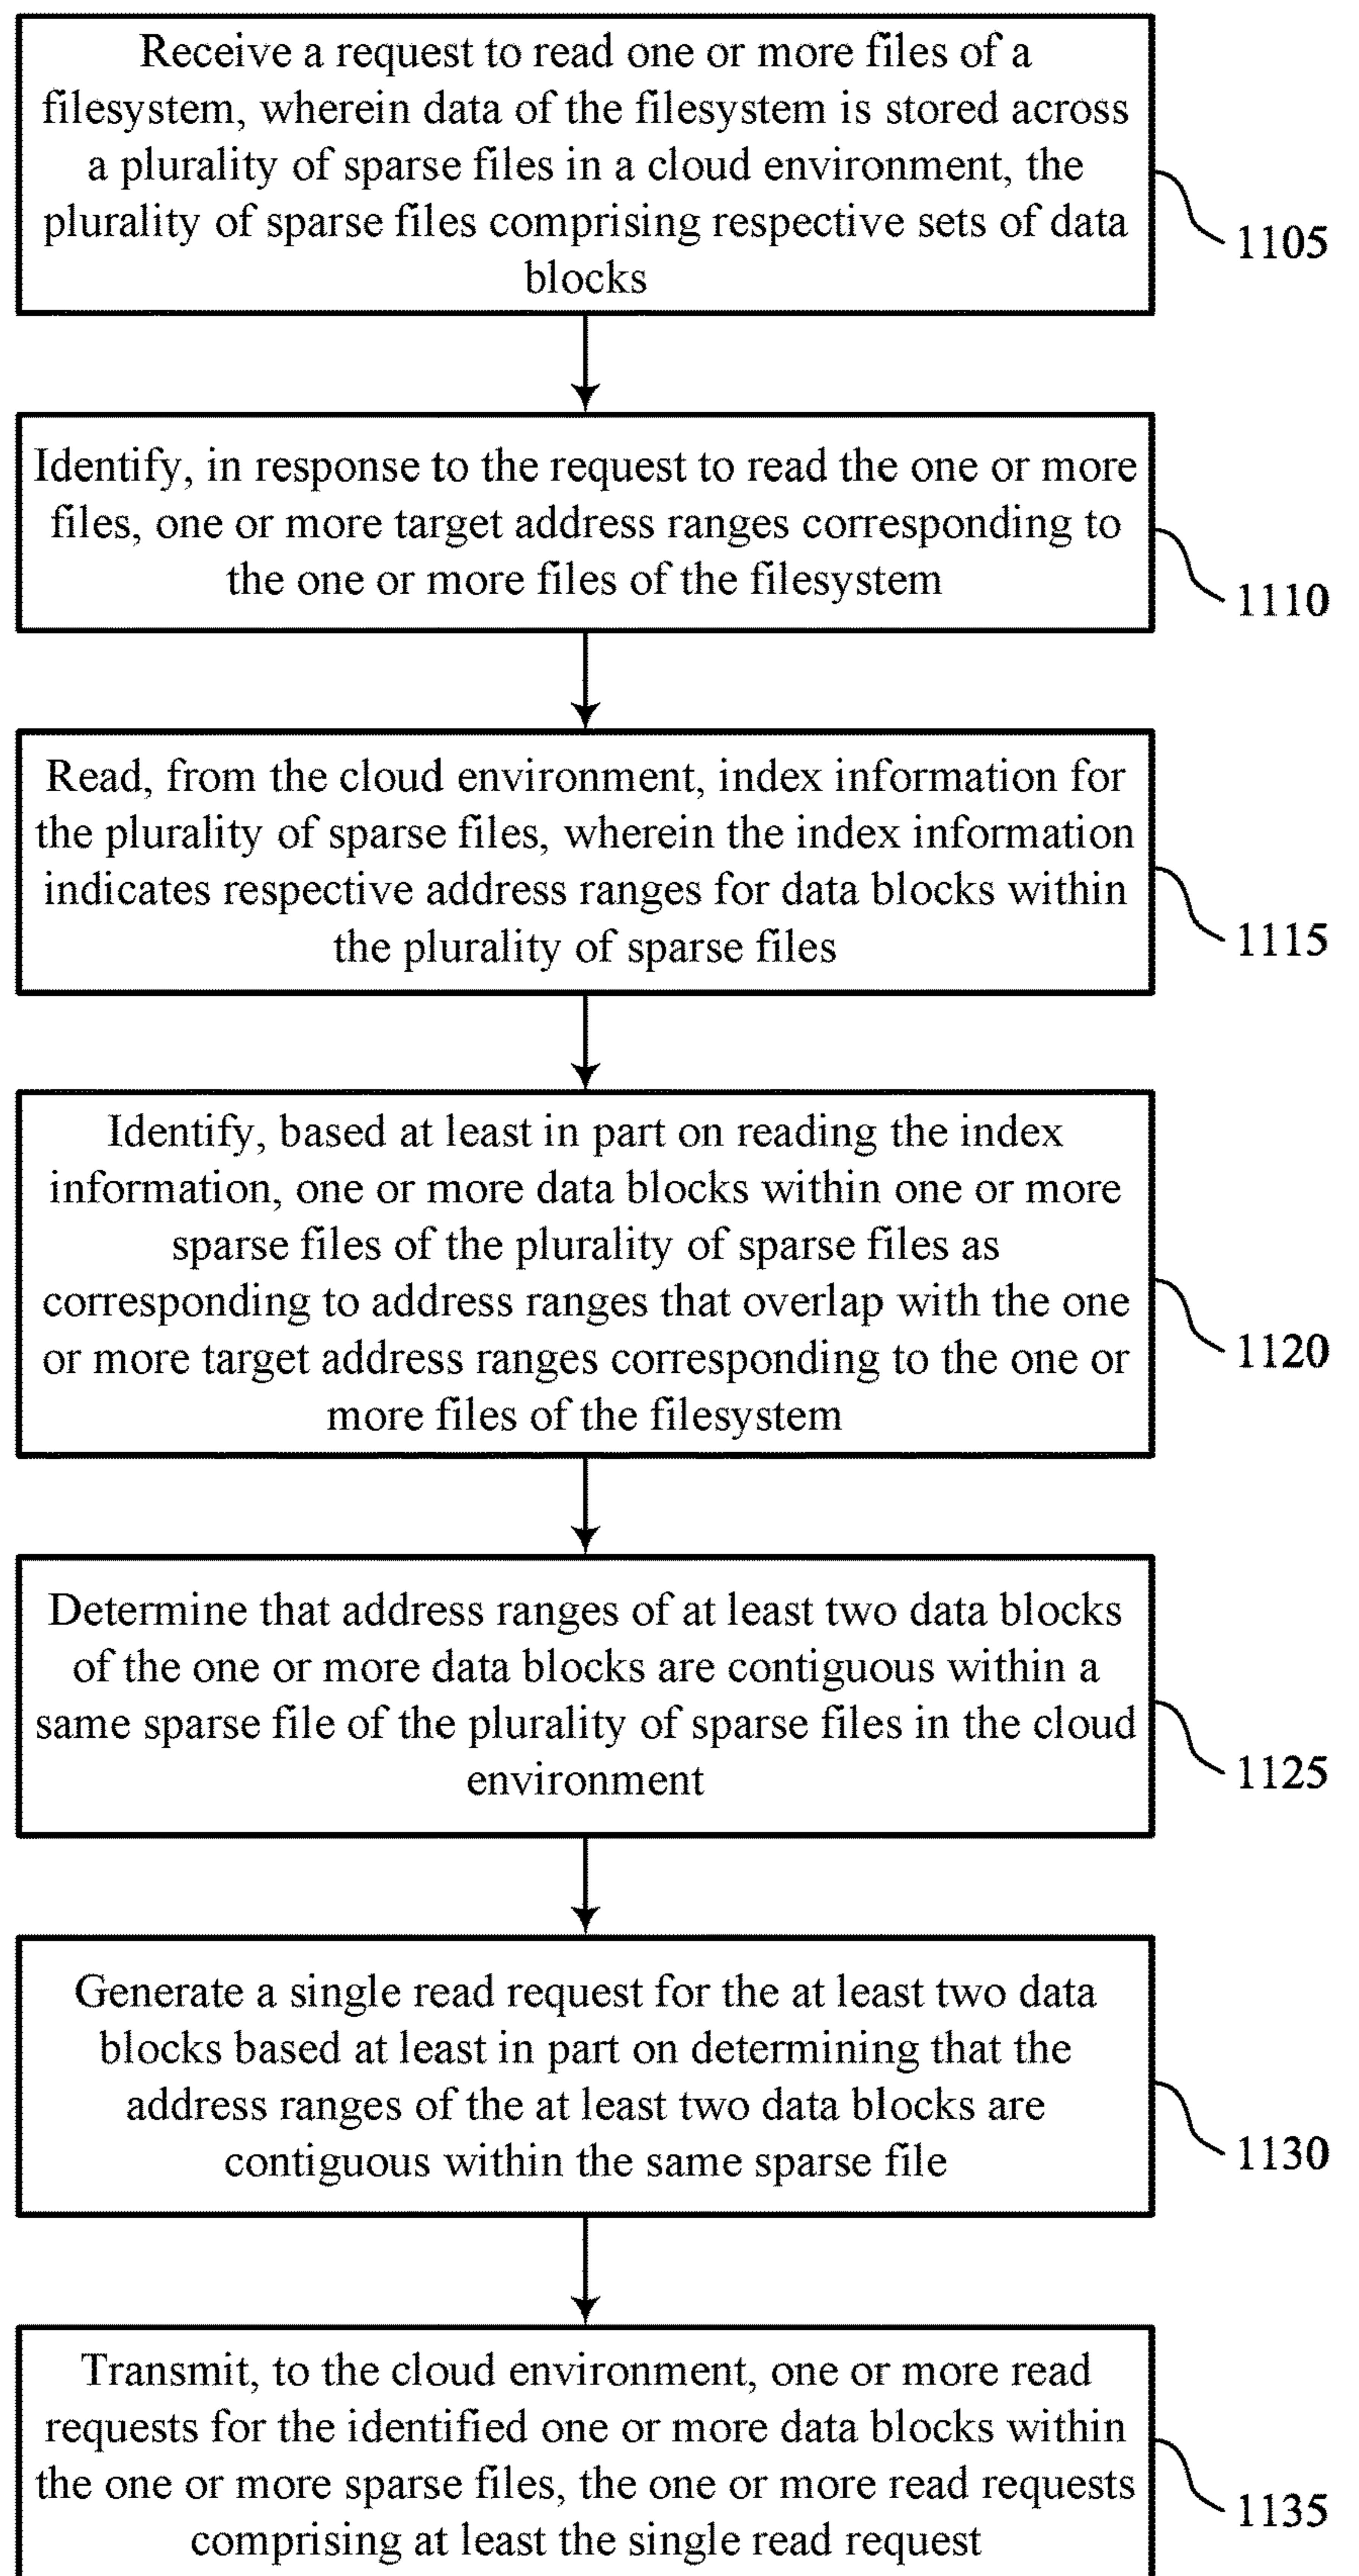 Receive a request to read one or more files of a
filesystem, wherein data of the filesystem is stored across
a plurality of sparse files in a cloud environment, the
plurality of sparse files comprising respective sets of data
blocks
1105
Identify, in response to the request to read the one or more
files, one or more target address ranges corresponding to
the one or more files of the filesystem
1110
Read, from the cloud environment, index information for
the plurality of sparse files, wherein the index information
indicates respective address ranges for data blocks within
the plurality of sparse files
1115
Identify, based at least in part on reading the index
information, one or more data blocks within one or more
sparse files of the plurality of sparse files as
corresponding to address ranges that overlap with the one
or more target address ranges corresponding to the one or
more files of the filesystem
1120
Determine that address ranges of at least two data blocks
of the one or more data blocks are contiguous within a
same sparse file of the plurality of sparse files in the cloud
environment
1125
Generate a single read request for the at least two data
blocks based at least in part on determining that the
address ranges of the at least two data blocks are
contiguous within the same sparse file
1130
Transmit, to the cloud environment, one or more read
requests for the identified one or more data blocks within
the one or more sparse files, the one or more read requests
comprising at least the single read request
1135